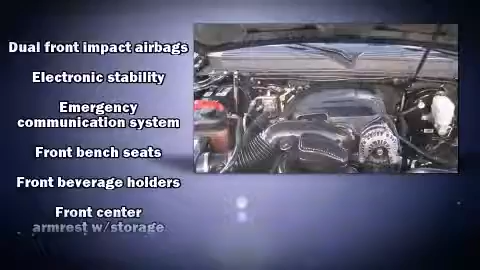 Dual front impact airbags
Electronic stability
Emergency
communication system
Front bench seats
Front beverage holders
Front center
armrest w/storage